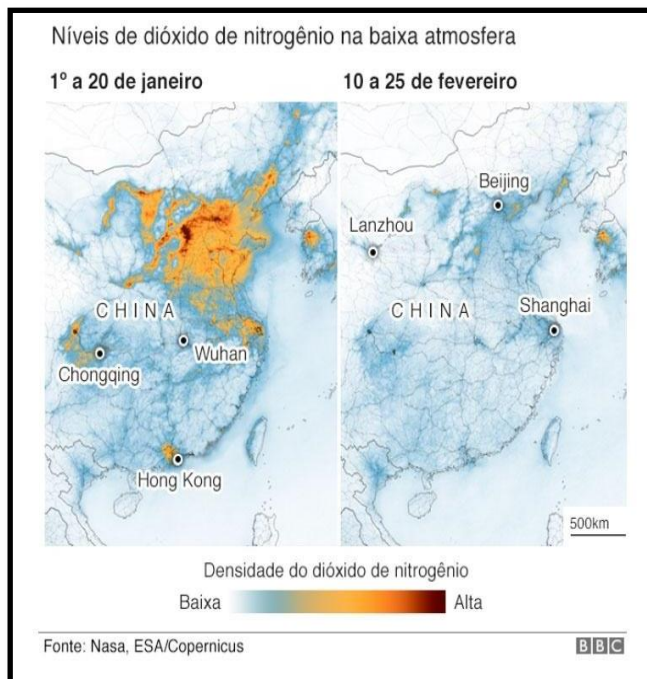 Níveis de dióxido de nitrogênio na baixa atmosfera
1º a 20 de janeiro
10 a 25 de fevereiro
CHINA
Wuhan
Chongqing
Hong Kong
Beijing
Lanzhou
CHINA
Shanghai
500km
Densidade do dióxido de nitrogênio
Baixa
Alta
Fonte: Nasa, ESA/Copernicus
BBC